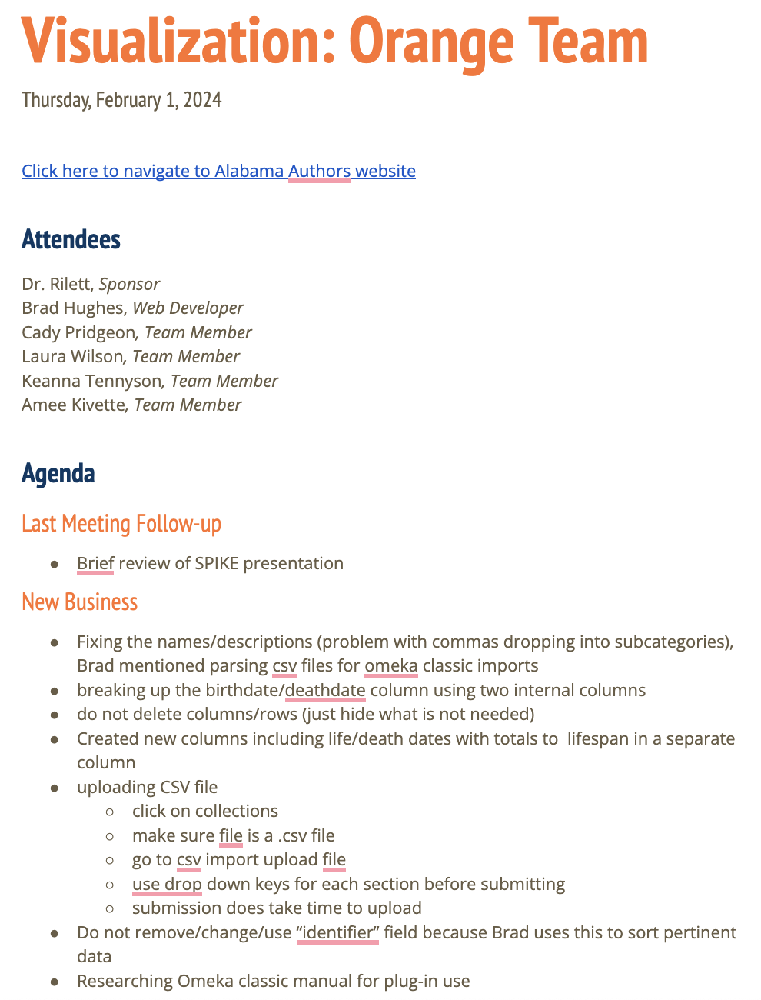 Visualization: Orange Team
Thursday, February 1, 2024
Click here to navigate to Alabama Authors website
Attendees
Dr. Rilett, Sponsor
Brad Hughes, Web Developer
Cady Pridgeon, Team Member
Laura Wilson, Team Member
Keanna Tennyson, Team Member
Amee Kivette, Team Member
Agenda
Last Meeting Follow-up
● Brief review of SPIKE presentation
New Business
● Fixing the names/descriptions (problem with commas dropping into subcategories),
Brad mentioned parsing csv files for omeka classic imports
● breaking up the birthdate/deathdate column using two internal columns
● do not delete columns/rows (just hide what is not needed)
● Created new columns including life/death dates with totals to  lifespan in a separate
column
● uploading CSV file
○ click on collections
○ make sure file is a .csv file
○ go to csv import upload file
○ use drop down keys for each section before submitting
○ submission does take time to upload
● Do not remove/change/use “identifier” field because Brad uses this to sort pertinent
data
● Researching Omeka classic manual for plug-in use